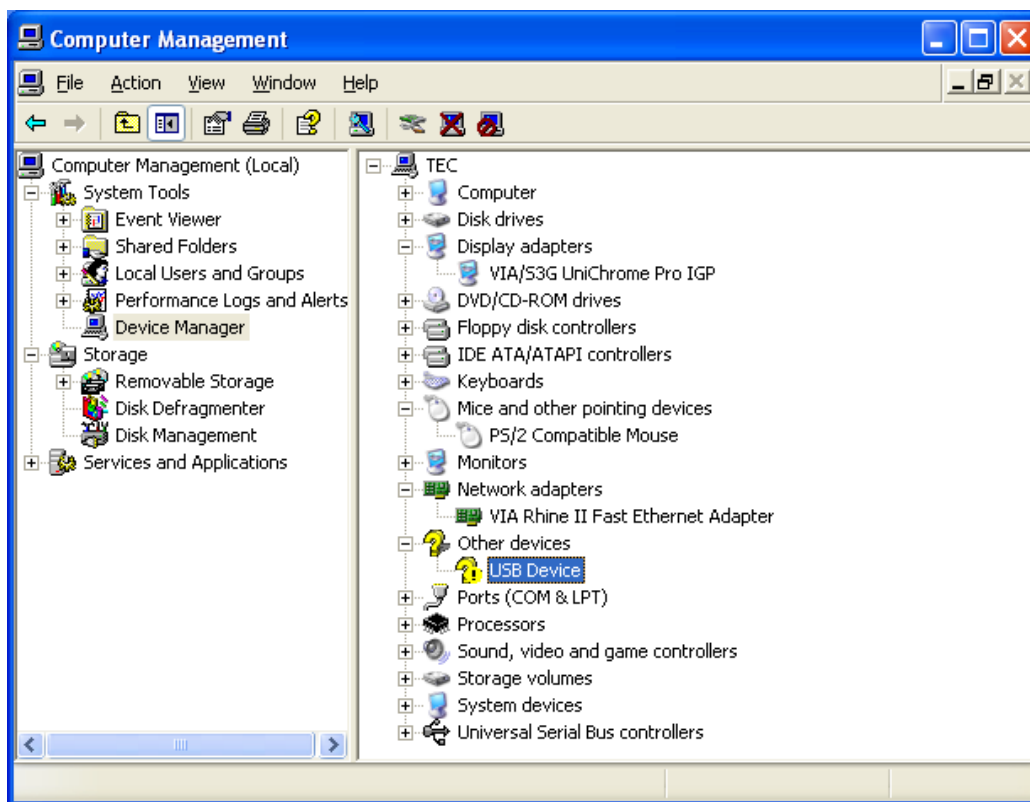 Computer Management
File Action View Window Help
Computer Management (Local)
System Tools
Event Viewer
Shared Folders
Local Users and Groups
Performance Logs and Alerts
Device Manager
Storage
Removable Storage
Disk Defragmenter
Disk Management
Services and Applications
TEC
Computer
Disk drives
Display adapters
VIA/S3G UniChrome Pro IGP
DVD/CD-ROM drives
Floppy disk controllers
IDE ATA/ATAPI controllers
Keyboards
Mice and other pointing devices
PS/2 Compatible Mouse
Monitors
Network adapters
VIA Rhine II Fast Ethernet Adapter
Other devices
USB Device
Ports (COM & LPT)
Processors
Sound, video and game controllers
Storage volumes
System devices
Universal Serial Bus controllers